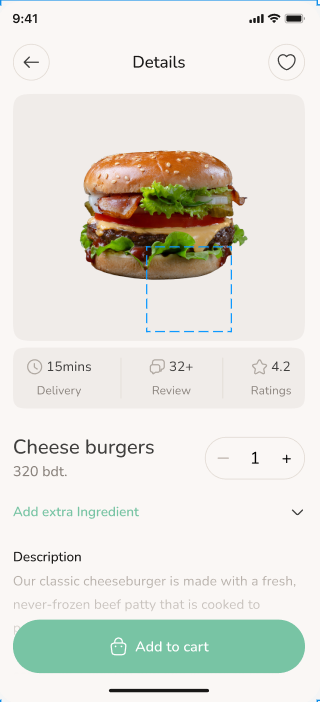 9:41
Details
15mins
32+
4.2
Delivery
Review
Ratings
Cheese burgers
320 bdt.
1
Add extra Ingredient
Description
Our classic cheeseburger is made with a fresh,
never-frozen beef patty that is cooked to
Add to cart